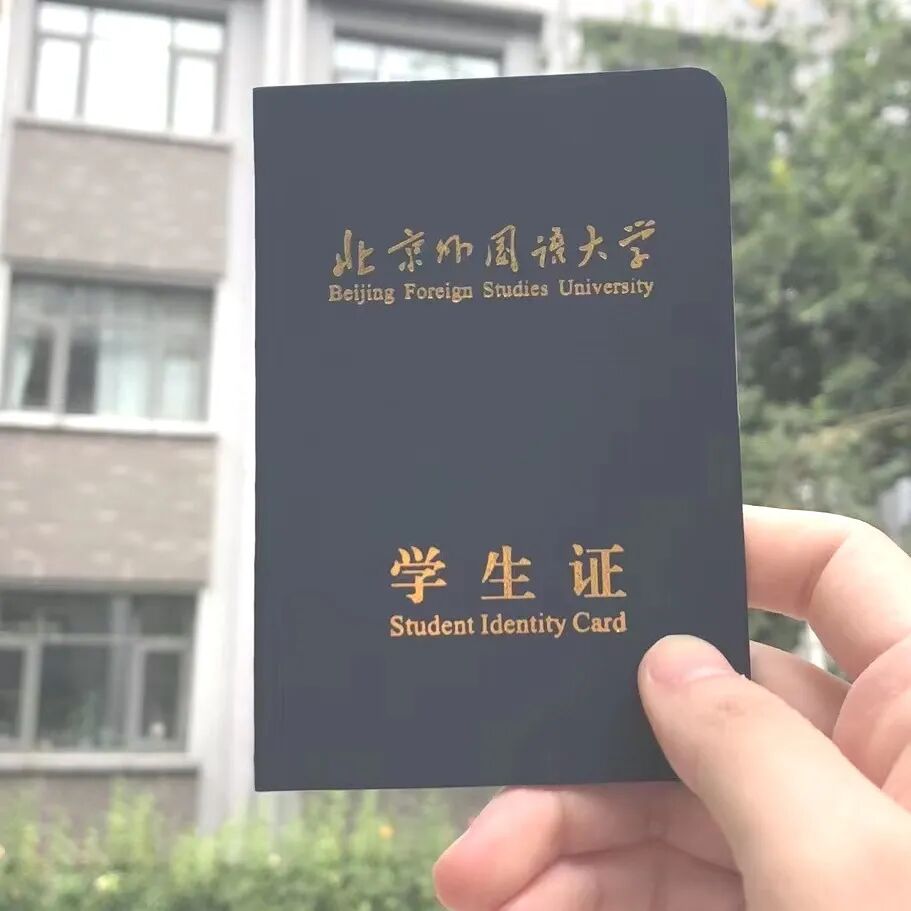 北京外国语大学
Beijing Foreign Studies University
学生证
Student Identity Card